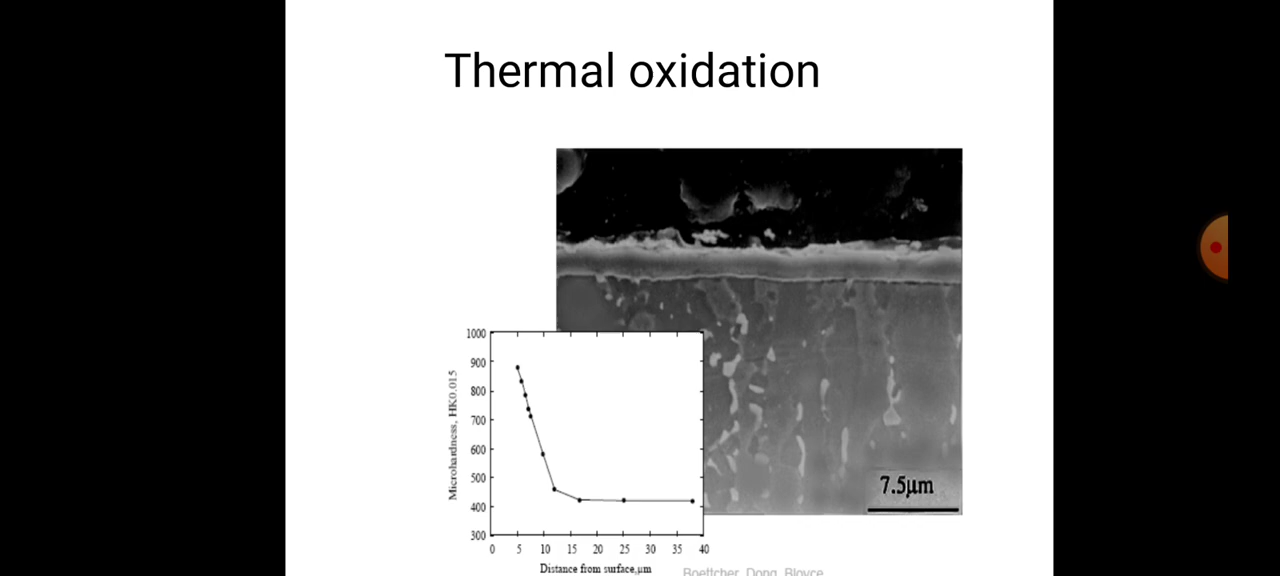 Thermal oxidation
1000
900
800
700
600
500
400
300
Microhardness, HK0.015
0 5 10 15 20 25 30 35 40
Distance from surface,μm
7.5μm
Boettcher, Dong, Bloyce